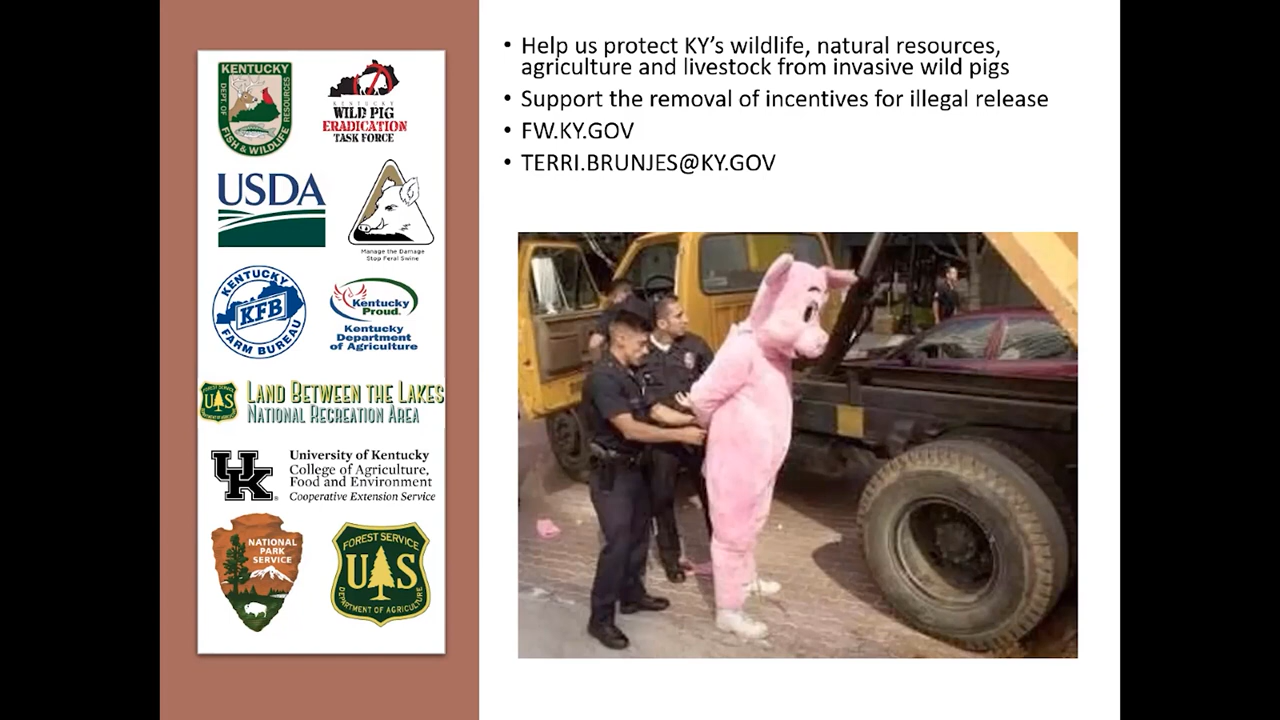 KENTUCKY
DEPT. OF
FISH & WILDLIFE
RESOURCES
KENTUCKY
WILD PIG
ERADICATION
TASK FORCE
USDA
Manage the Damage
Stop Feral Swine
KENTUCKY
KFB
FARM BUREAU
Kentucky
Proud.
Kentucky
Department
of Agriculture
FOREST SERVICE
U S
LAND BETWEEN THE LAKES
NATIONAL RECREATION AREA
UK
University of Kentucky
College of Agriculture,
Food and Environment
Cooperative Extension Service
NATIONAL
PARK
SERVICE
FOREST SERVICE
U S
DEPARTMENT OF AGRICULTURE
• Help us protect KY's wildlife, natural resources,
agriculture and livestock from invasive wild pigs
• Support the removal of incentives for illegal release
• FW.KY.GOV
• TERRI.BRUNJES@KY.GOV